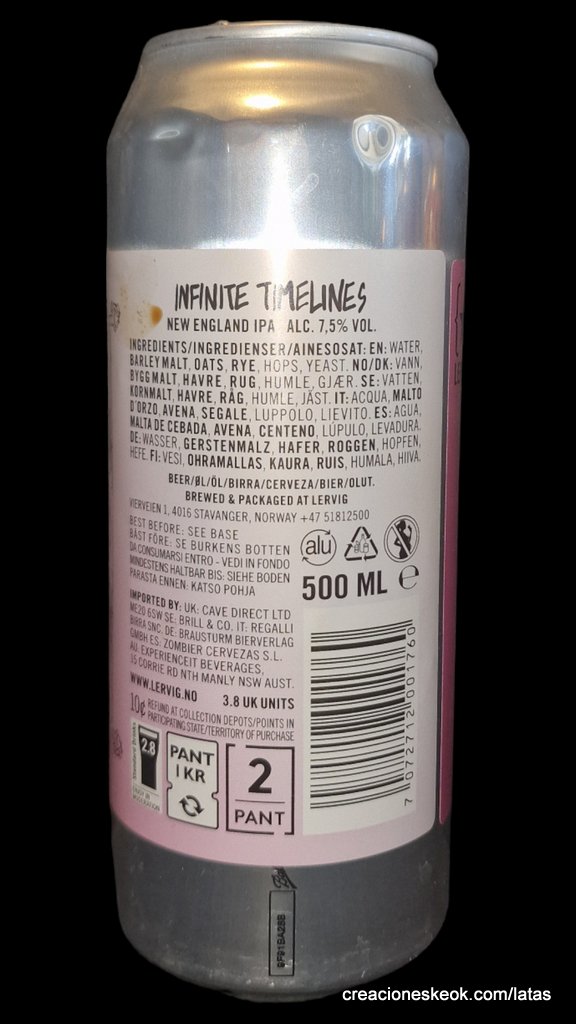 INFINITE TIMELINES
NEW ENGLAND IPA ALC. 7,5% VOL.
INGREDIENTS/INGREDIENSER/AINESOSAT: EN: WATER,
BARLEY MALT, OATS, RYE, HOPS, YEAST. NO/DK: VANN,
BYGGMALT, HAVRE, RUG, HUMLE, GJÆR. SE: VATTEN,
KORNMALT, HAVRE, RÅG, HUMLE, JÄST. IT: ACQUA, MALTO
D'ORZO, AVENA, SEGALE, LUPPOLO, LIEVITO. ES: AGUA,
MALTA DE CEBADA, AVENA, CENTENO, LÚPULO, LEVADURA.
DE: WASSER, GERSTENMALZ, HAFER, ROGGEN, HOPFEN,
HEFE. FI: VESI, OHRAMALLAS, KAURA, RUIS, HUMALA, HIIVA.
BEER/ØL/ÖL/BIRRA/CERVEZA/BIER/OLUT.
BREWED & PACKAGED AT LERVIG
VIERVEIEN 1, 4016 STAVANGER, NORWAY +47 51812500
BEST BEFORE: SEE BASE
BÄST FÖRE: SE BURKENS BOTTEN
DA CONSUMARSI ENTRO - VEDI IN FONDO
MINDESTENS HALTBAR BIS: SIEHE BODEN
PARASTA ENNEN: KATSO POHJA
alu
500 ML e
IMPORTED BY: UK: CAVE DIRECT LTD
ME20 6SW SE: BRILL & CO. IT: REGALLI
BIRRA SNC. DE: BRAUSTURM BIERVERLAG
GMBH ES: ZOMBIER CERVEZAS S.L.
AU. EXPERIENCEIT BEVERAGES,
55 CORRIE RD NTH MANLY NSW AUST.
WWW.LERVIG.NO 3.8 UK UNITS
10¢ REFUND AT COLLECTION DEPOTS/POINTS IN
PARTICIPATING STATE/TERRITORY OF PURCHASE
Standard Drinks
2.8
ENJOY IN
MODERATION
PANT
1 KR
2
PANT
7 072712 001760
9F91BA28B
creacioneskeok.com/latas